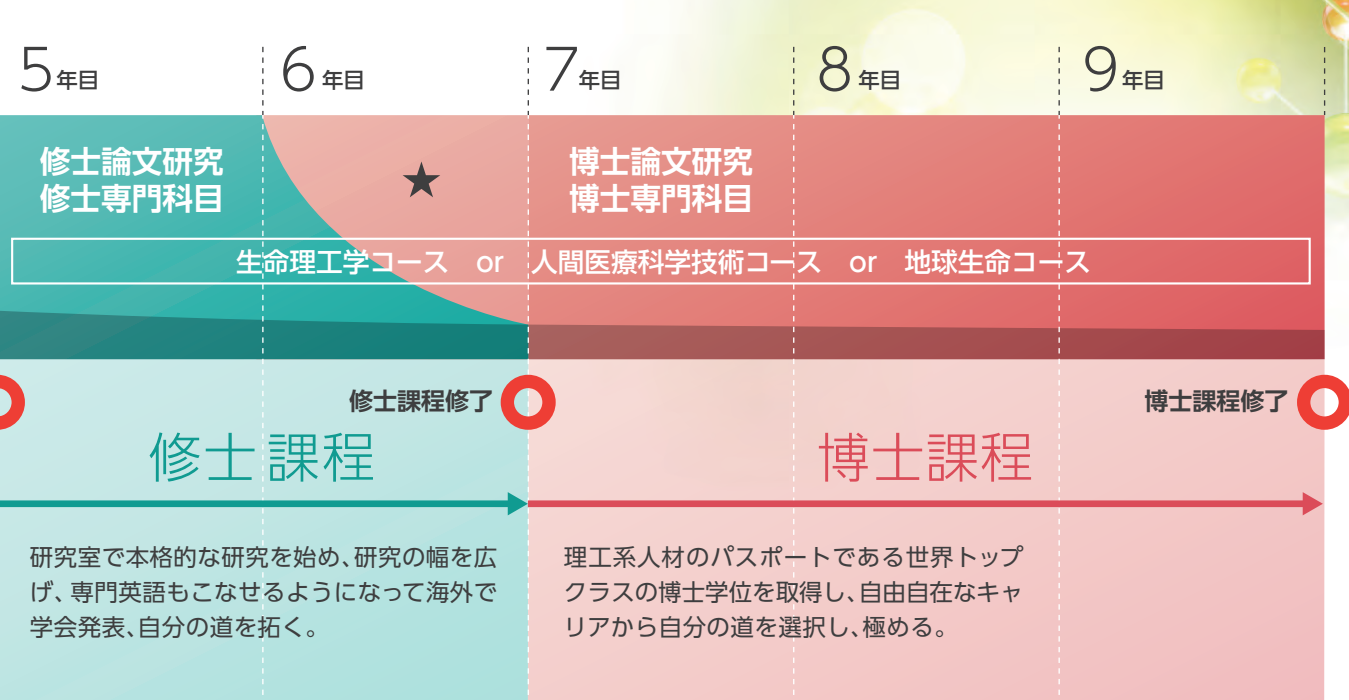 5年目
6年目
7年目
8年目
9年目
修士論文研究
修士専門科目
★
博士論文研究
博士専門科目
生命理工学コース or 人間医療科学技術コース or 地球生命コース
修士課程修了
博士課程修了
修士課程
博士課程
研究室で本格的な研究を始め、研究の幅を広
げ、専門英語もこなせるようになって海外で
学会発表、自分の道を拓く。
理工系人材のパスポートである世界トップ
クラスの博士学位を取得し、自由自在なキャ
リアから自分の道を選択し、極める。